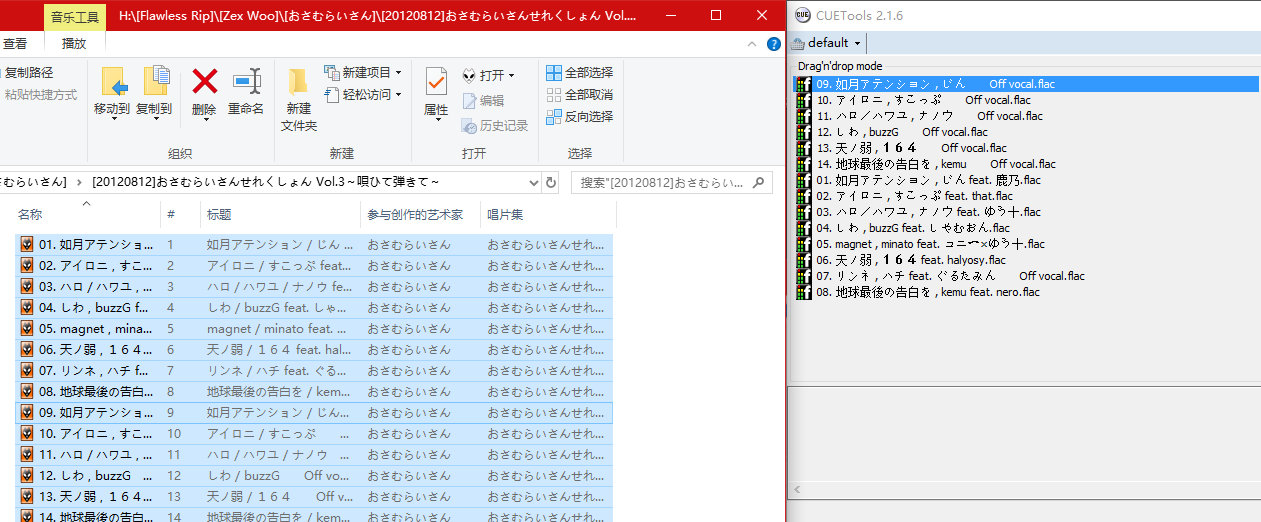 音乐工具
H:\[Flawless Rip]\[Zex Woo]\[おさむらいさん]\[20120812]おさむらいさんせれくしょん Vol....
查看
播放
复制路径
粘贴快捷方式
移动到
复制到
删除
重命名
新建
文件夹
新建项目
轻松访问
属性
打开
编辑
历史记录
全部选择
全部取消
反向选择
组织
新建
打开
选择
さむらいさん]
[20120812]おさむらいさんせれくしょん Vol.3～唄ひて弾きて～
搜索"[20120812]おさむらい...
名称
#
标题
参与创作的艺术家
唱片集
01. 如月アテンショ... 1 如月アテンション / じん ... おさむらいさん おさむらいさんせれ...
02. アイロニ , すこ... 2 アイロニ / すこっぷ feat... おさむらいさん おさむらいさんせれ...
03. ハロ / ハワユ , ... 3 ハロ / ハワユ / ナノウ fe... おさむらいさん おさむらいさんせれ...
04. しわ , buzzG f... 4 しわ / buzzG feat. しゃ... おさむらいさん おさむらいさんせれ...
05. magnet , mina... 5 magnet / minato feat. ... おさむらいさん おさむらいさんせれ...
06. 天ノ弱 , １６４... 6 天ノ弱 / １６４ feat. hal... おさむらいさん おさむらいさんせれ...
07. リンネ , ハチ f... 7 リンネ / ハチ feat. ぐる... おさむらいさん おさむらいさんせれ...
08. 地球最後の告白... 8 地球最後の告白を / kem... おさむらいさん おさむらいさんせれ...
09. 如月アテンショ... 9 如月アテンション / じん... おさむらいさん おさむらいさんせれ...
10. アイロニ , すこ... 10 アイロニ / すこっぷ ... おさむらいさん おさむらいさんせれ...
11. ハロ / ハワユ , ... 11 ハロ / ハワユ / ナノウ ... おさむらいさん おさむらいさんせれ...
12. しわ , buzzG ... 12 しわ / buzzG Off vo... おさむらいさん おさむらいさんせれ...
13. 天ノ弱 , １６４... 13 天ノ弱 / １６４ Off v... おさむらいさん おさむらいさんせれ...
14. 地球最後の告白... 14 地球最後の告白を / kem... おさむらいさん おさむらいさんせれ...
CUETools 2.1.6
default
Drag'n'drop mode
09. 如月アテンション , じん Off vocal.flac
10. アイロニ , すこっぷ Off vocal.flac
11. ハロ／ハワユ , ナノウ Off vocal.flac
12. しわ , buzzG Off vocal.flac
13. 天ノ弱 , １６４ Off vocal.flac
14. 地球最後の告白を , kemu Off vocal.flac
01. 如月アテンション , じん feat. 鹿乃.flac
02. アイロニ , すこっぷ feat. that.flac
03. ハロ／ハワユ , ナノウ feat. ゆう十.flac
04. しわ , buzzG feat. しゃむおん.flac
05. magnet , minato feat. コニー×ゆう十.flac
06. 天ノ弱 , １６４ feat. halyosy.flac
07. リンネ , ハチ feat. ぐるたみん Off vocal.flac
08. 地球最後の告白を , kemu feat. nero.flac